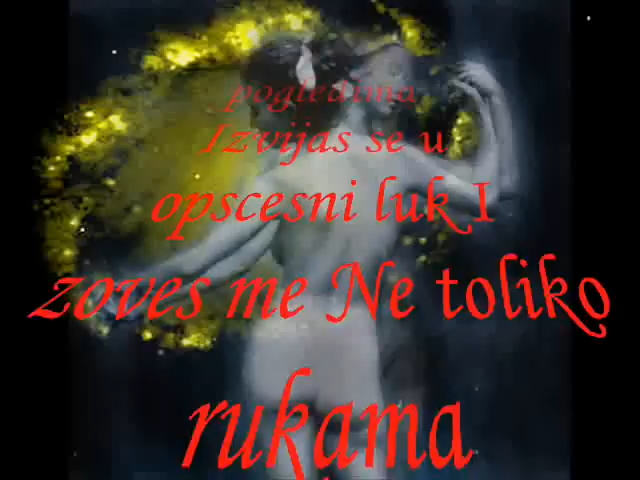 pogledima
Izvijas se u
opscesni luk I
zoves me Ne toliko
rukama